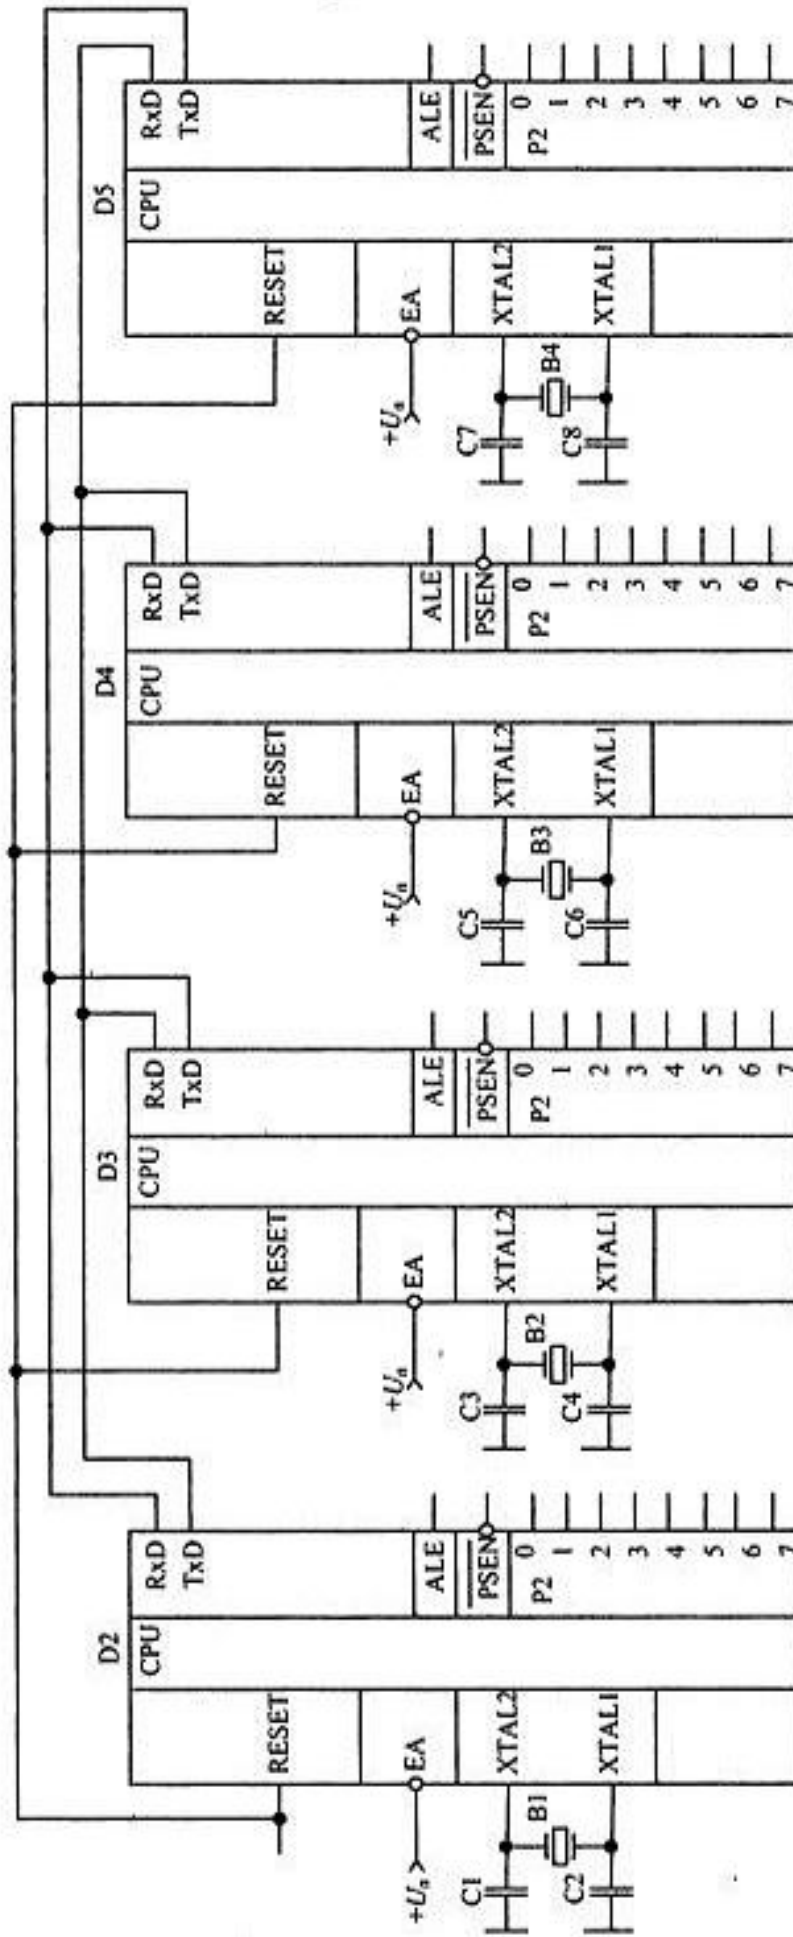 D2
CPU
RESET
EA
XTAL2
XTAL1
RxD
TxD
ALE
PSEN
P2
0
1
2
3
4
5
6
7
+Uп
C1
C2
B1
D3
CPU
RESET
EA
XTAL2
XTAL1
RxD
TxD
ALE
PSEN
P2
0
1
2
3
4
5
6
7
+Uп
C3
C4
B2
D4
CPU
RESET
EA
XTAL2
XTAL1
RxD
TxD
ALE
PSEN
P2
0
1
2
3
4
5
6
7
+Uп
C5
C6
B3
D5
CPU
RESET
EA
XTAL2
XTAL1
RxD
TxD
ALE
PSEN
P2
0
1
2
3
4
5
6
7
+Uп
C7
C8
B4